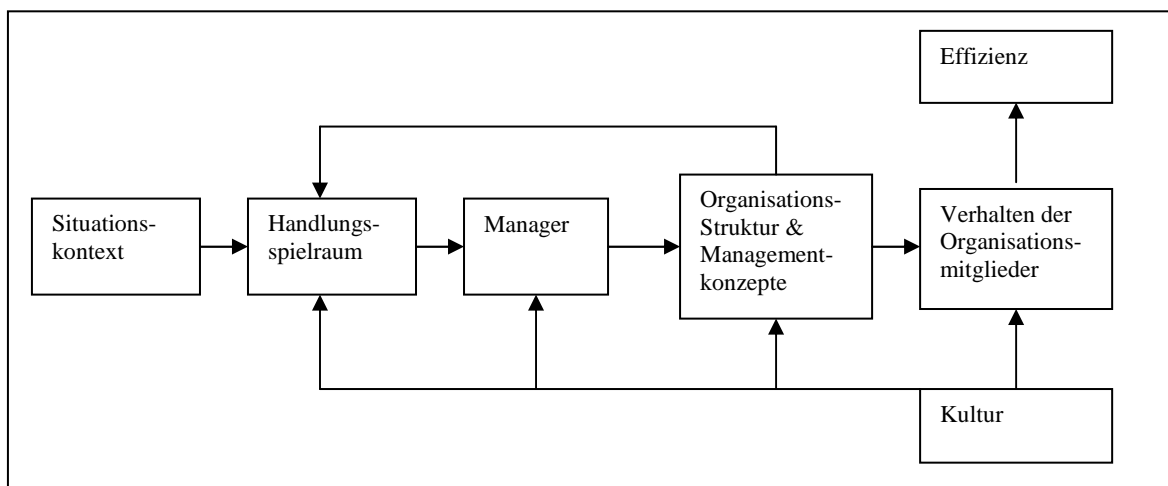 Effizienz
Situations-
kontext
Handlungs-
spielraum
Manager
Organisations-
Struktur &
Management-
konzepte
Verhalten der
Organisations-
mitglieder
Kultur